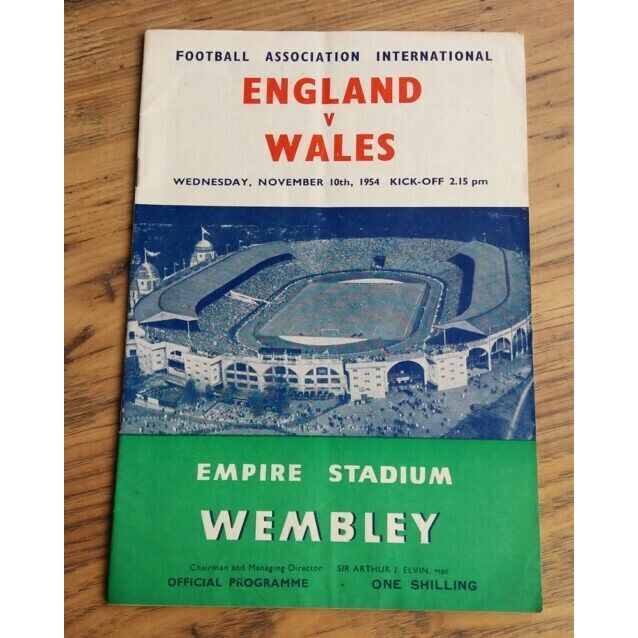 FOOTBALL ASSOCIATION INTERNATIONAL
ENGLAND
V
WALES
WEDNESDAY, NOVEMBER 10th, 1954 KICK-OFF 2.15 pm
EMPIRE STADIUM
WEMBLEY
Chairman and Managing Director SIR ARTHUR J. ELVIN, MBE
OFFICIAL PROGRAMME - ONE SHILLING